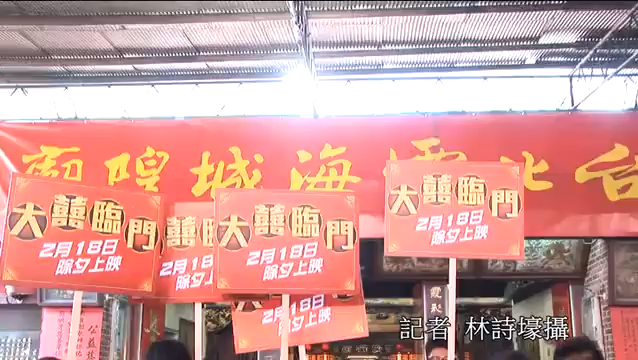 廟隍城海霞北台
大囍臨門
2月18日
除夕上映
囍臨
2月18日
除夕上映
大囍臨門
2月18日
除夕上映
大囍臨門
2月18日
除夕上映
2月18日
除夕上映
記者 林詩壕攝